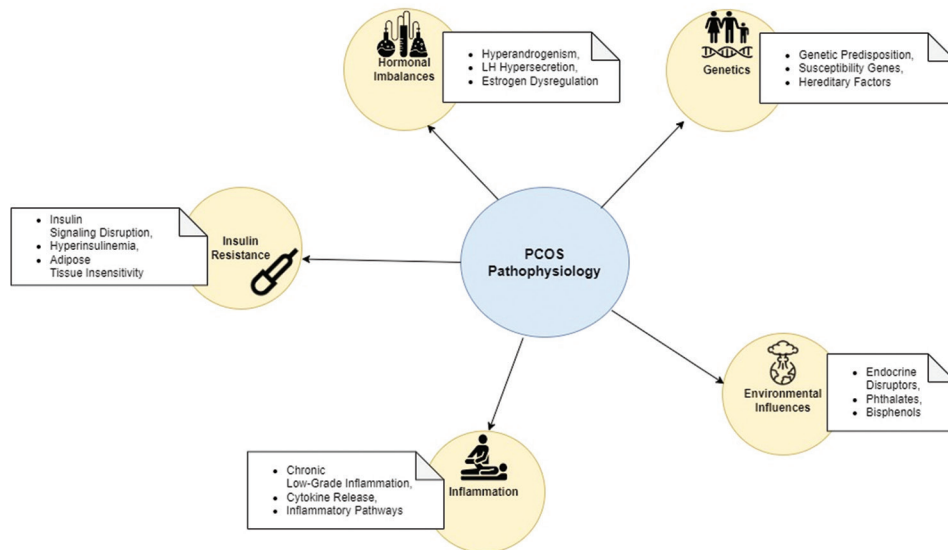 Hormonal
Imbalances
• Hyperandrogenism,
• LH Hypersecretion,
• Estrogen Dysregulation
Genetics
• Genetic Predisposition,
• Susceptibility Genes,
• Hereditary Factors
• Insulin
Signaling Disruption,
• Hyperinsulinemia,
• Adipose
Tissue Insensitivity
Insulin
Resistance
PCOS
Pathophysiology
Environmental
Influences
• Endocrine
Disruptors,
• Phthalates,
• Bisphenols
• Chronic
Low-Grade Inflammation,
• Cytokine Release,
• Inflammatory Pathways
Inflammation